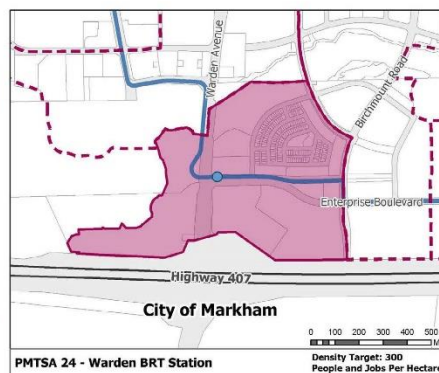 Warden Avenue
Birchmount Road
Enterprise Boulevard
Highway 407
City of Markham
0 100 200 300 400 500
M
PMTSA 24 - Warden BRT Station
Density Target: 300
People and Jobs Per Hectare